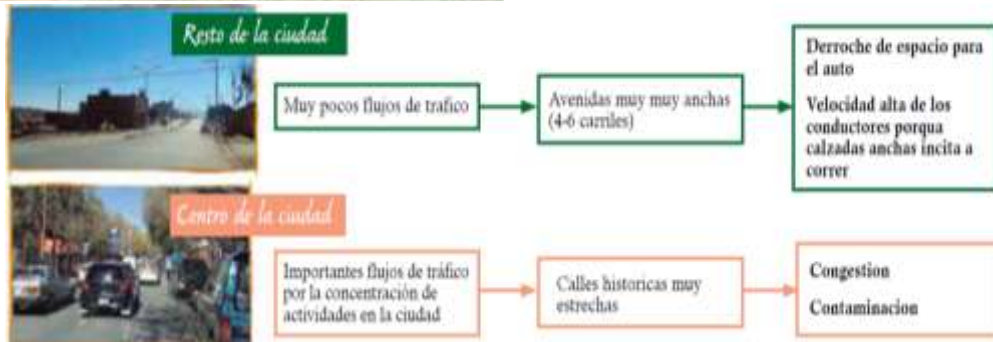 Resto de la ciudad
Muy pocos flujos de trafico
Avenidas muy muy anchas
(4-6 carriles)
Derroche de espacio para
el auto
Velocidad alta de los
conductores porqua
calzadas anchas incita a
correr
Centro de la ciudad
Importantes flujos de tráfico
por la concentración de
actividades en la ciudad
Calles historicas muy
estrechas
Congestion
Contaminacion